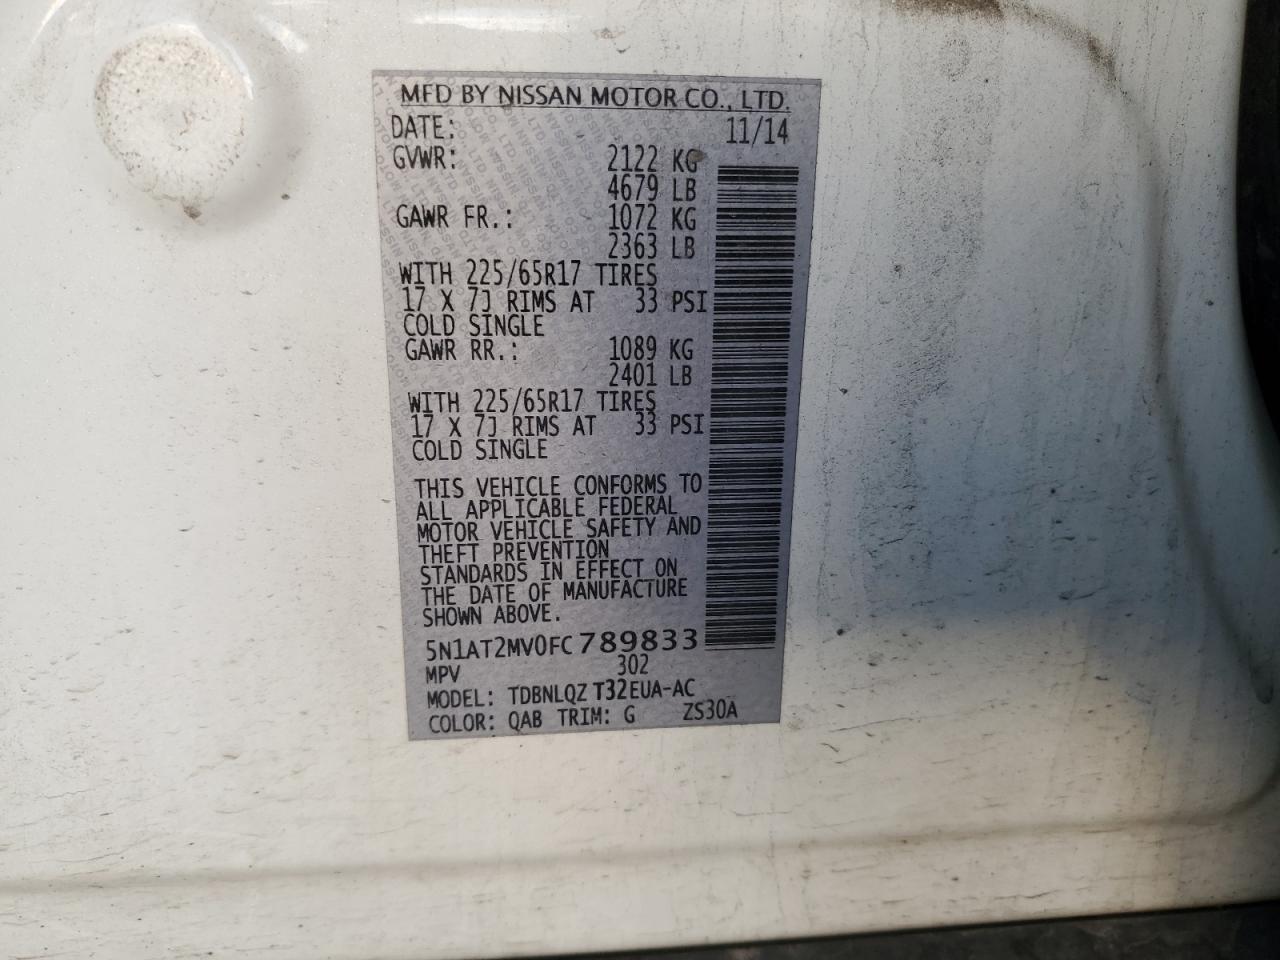 MFD BY NISSAN MOTOR CO., LTD.
DATE: 11/14
GVWR: 2122 KG
4679 LB
GAWR FR.: 1072 KG
2363 LB
WITH 225/65R17 TIRES
17 X 7J RIMS AT 33 PSI
COLD SINGLE
GAWR RR.: 1089 KG
2401 LB
WITH 225/65R17 TIRES
17 X 7J RIMS AT 33 PSI
COLD SINGLE
THIS VEHICLE CONFORMS TO
ALL APPLICABLE FEDERAL
MOTOR VEHICLE SAFETY AND
THEFT PREVENTION
STANDARDS IN EFFECT ON
THE DATE OF MANUFACTURE
SHOWN ABOVE.
5N1AT2MV0FC789833
MPV 302
MODEL: TDBNLQZ T32EUA-AC
COLOR: QAB TRIM: G ZS30A